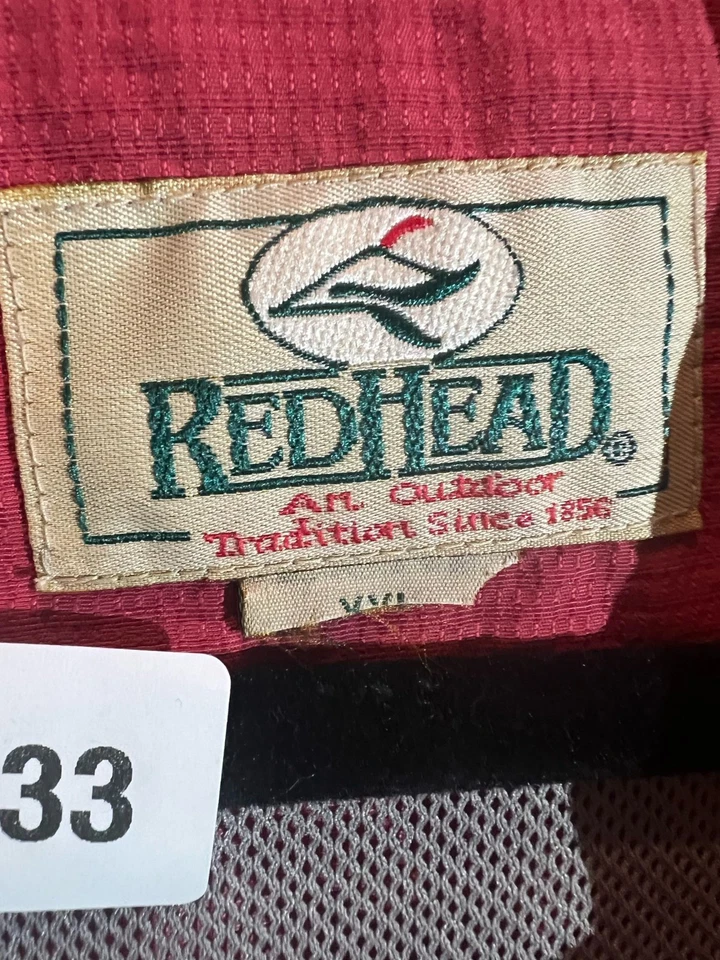 REDHEAD®
An Outdoor
Tradition Since 1856
XXL
33